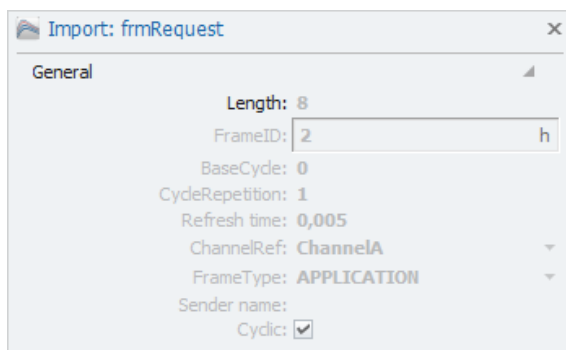 Import: frmRequest
General
Length: 8
FrameID: 2 h
BaseCycle: 0
CycleRepetition: 1
Refresh time: 0,005
ChannelRef: ChannelA
FrameType: APPLICATION
Sender name:
Cyclic: